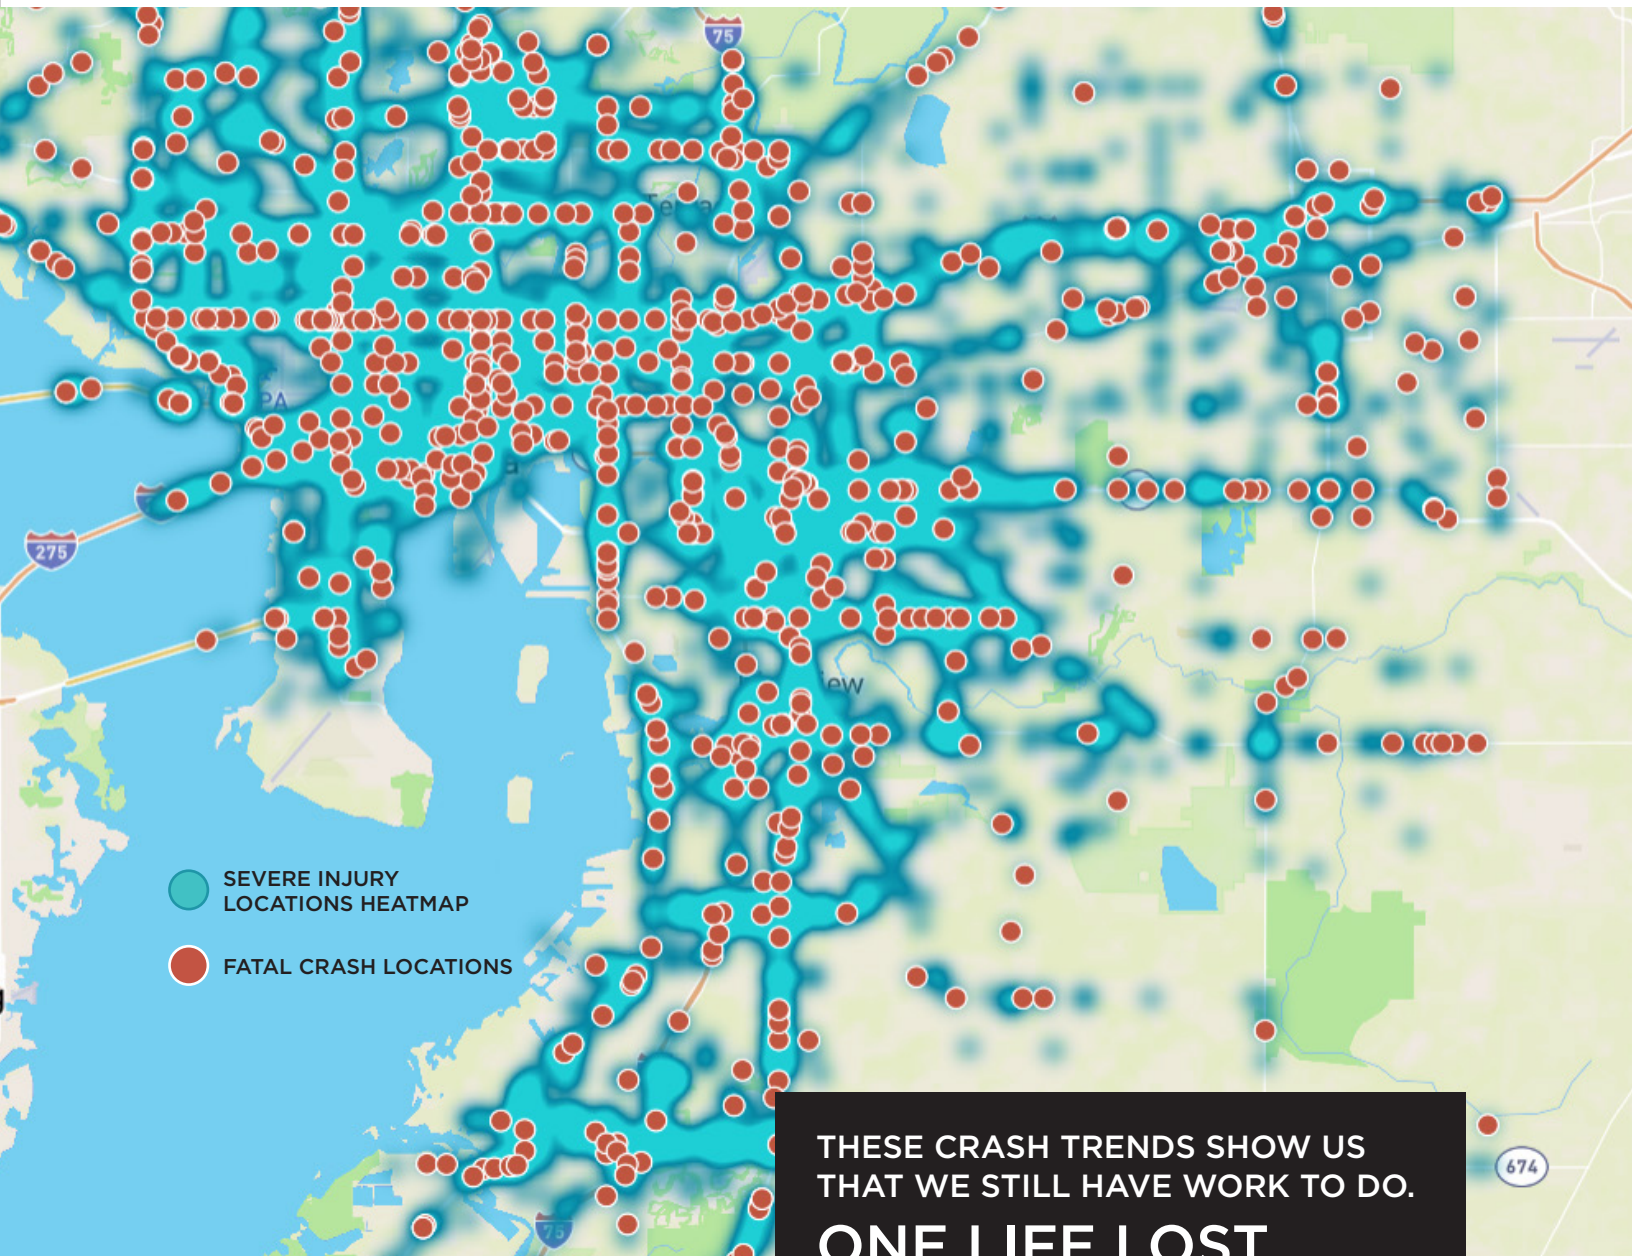 75
275
iew
SEVERE INJURY
LOCATIONS HEATMAP
FATAL CRASH LOCATIONS
THESE CRASH TRENDS SHOW US
THAT WE STILL HAVE WORK TO DO.
ONE LIFE LOST
674
75